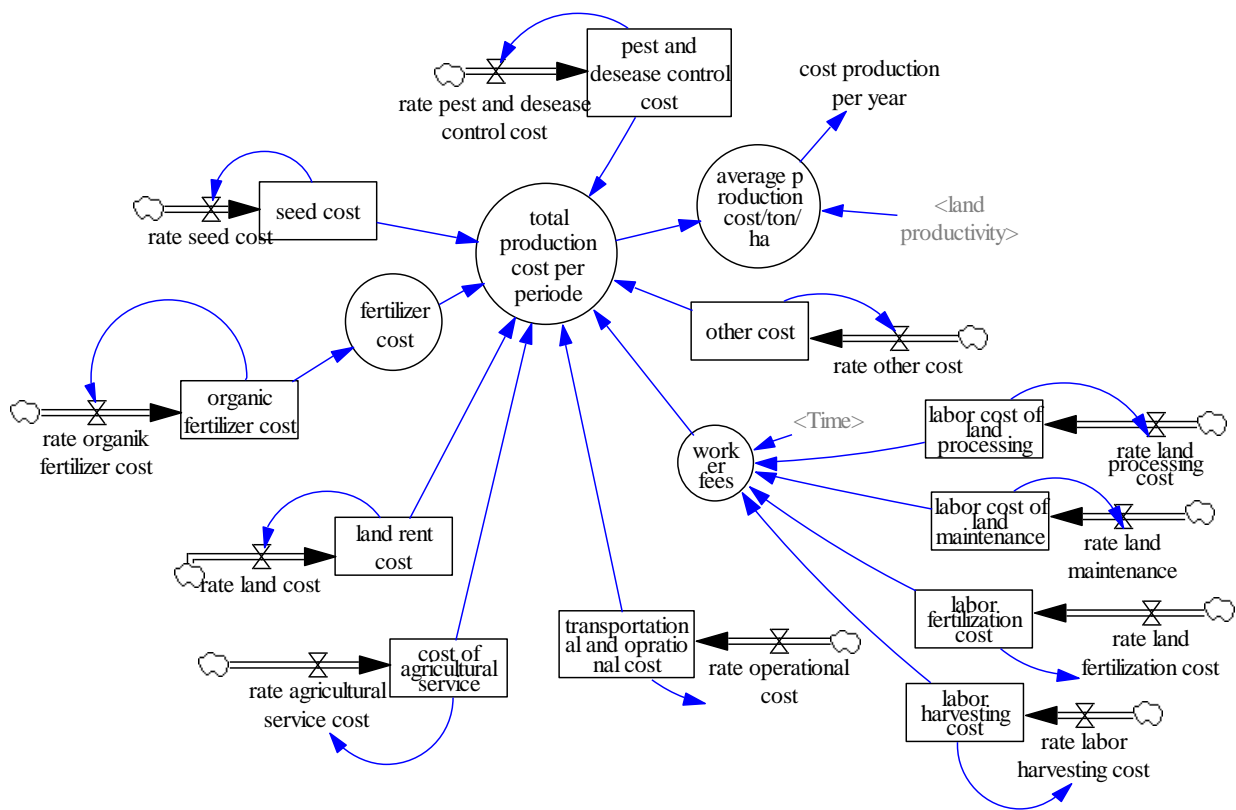 pest and
desease control
cost
rate pest and desease
control cost
cost production
per year
seed cost
rate seed cost
total
production
cost per
periode
average p
roduction
cost/ton/
ha
<land
productivity>
fertilizer
cost
other cost
rate other cost
organic
fertilizer cost
rate organik
fertilizer cost
<Time>
work
er
fees
labor cost of
land
processing
rate land
processing
cost
labor cost of
land
maintenance
rate land
maintenance
land rent
cost
rate land cost
labor
fertilization
cost
rate land
fertilization cost
transportation
al and opratio
nal cost
rate operational
cost
cost of
agricultural
service
rate agricultural
service cost
labor
harvesting
cost
rate labor
harvesting cost